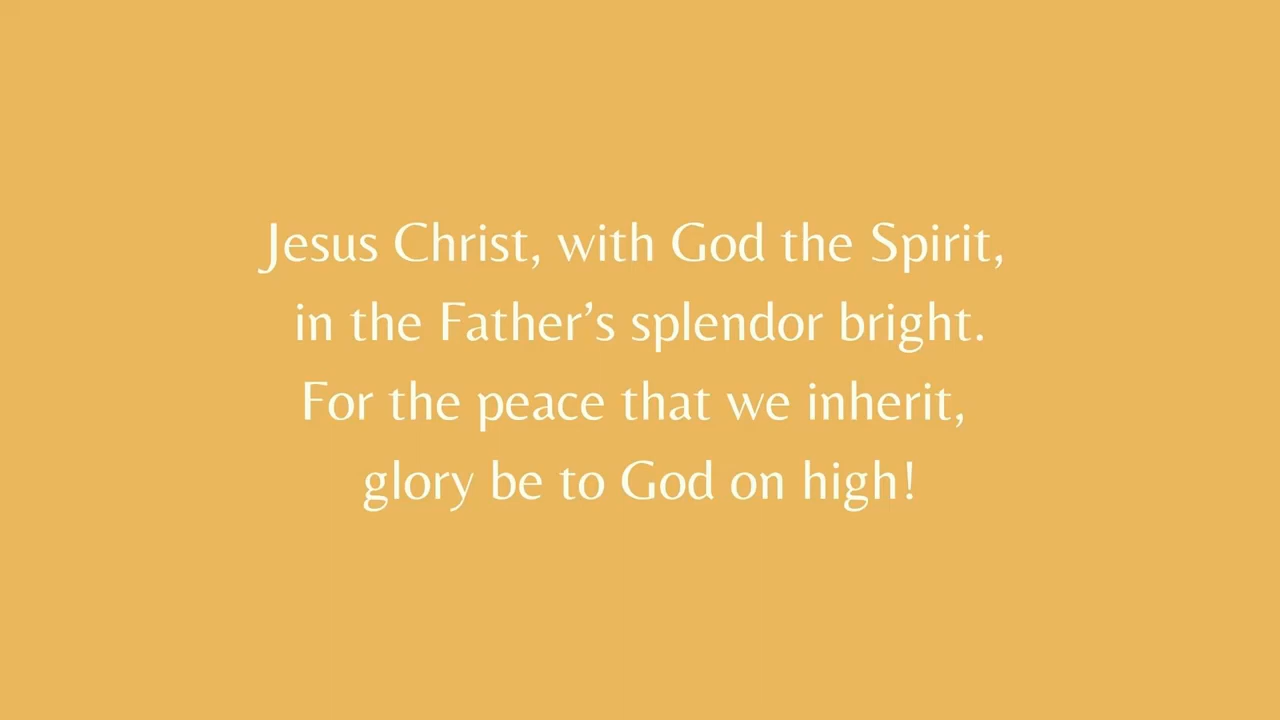 Jesus Christ, with God the Spirit,
in the Father’s splendor bright.
For the peace that we inherit,
glory be to God on high!